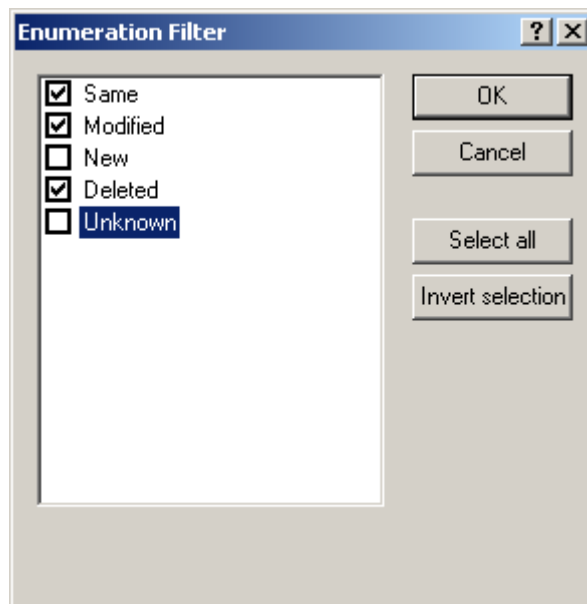 Enumeration Filter
Same
Modified
New
Deleted
Unknown
OK
Cancel
Select all
Invert selection